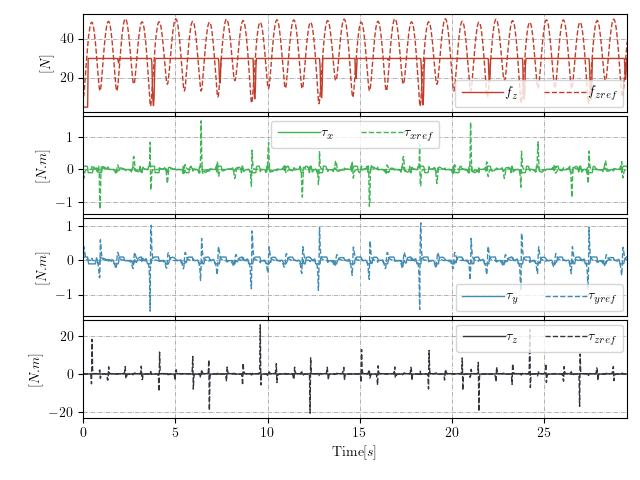 [N]
40
20
f_z f_zref
[N.m]
1
0
−1
τ_x τ_xref
[N.m]
1
0
−1
τ_y τ_yref
[N.m]
20
0
−20
τ_z τ_zref
0 5 10 15 20 25
Time[s]